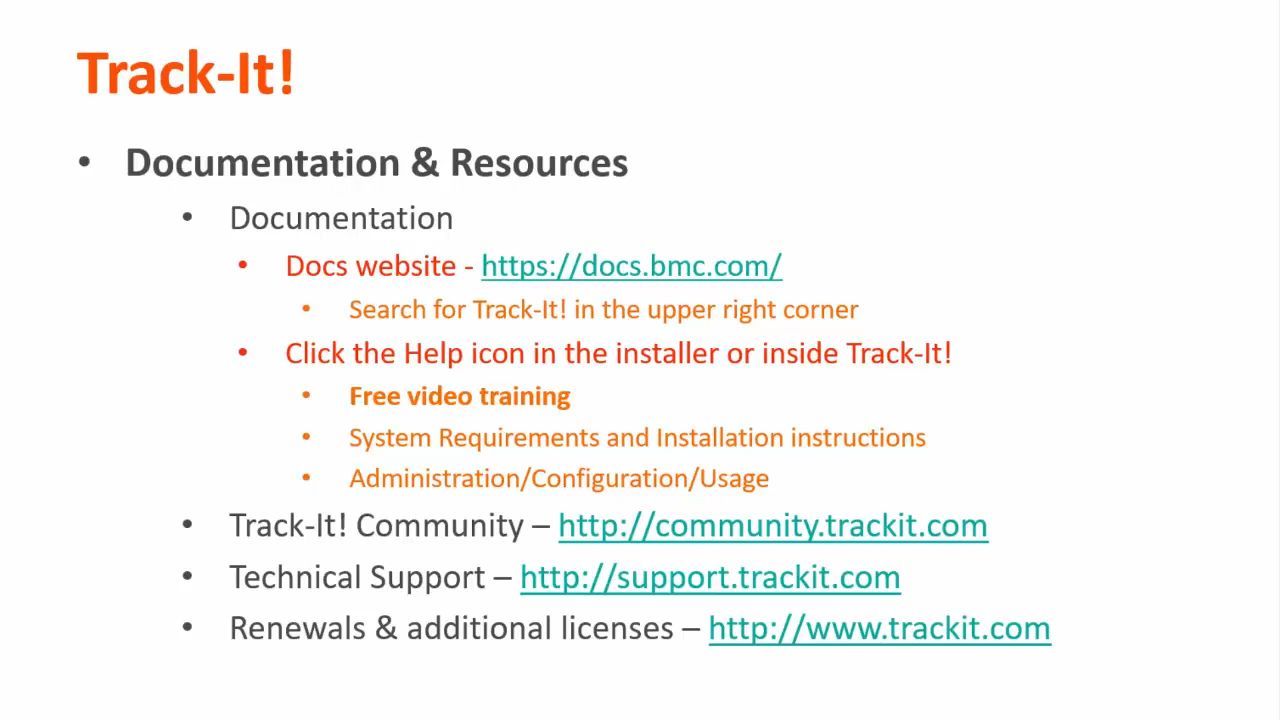 Track-It!
• Documentation & Resources
• Documentation
• Docs website - https://docs.bmc.com/
• Search for Track-It! in the upper right corner
• Click the Help icon in the installer or inside Track-It!
• Free video training
• System Requirements and Installation instructions
• Administration/Configuration/Usage
• Track-It! Community – http://community.trackit.com
• Technical Support – http://support.trackit.com
• Renewals & additional licenses – http://www.trackit.com